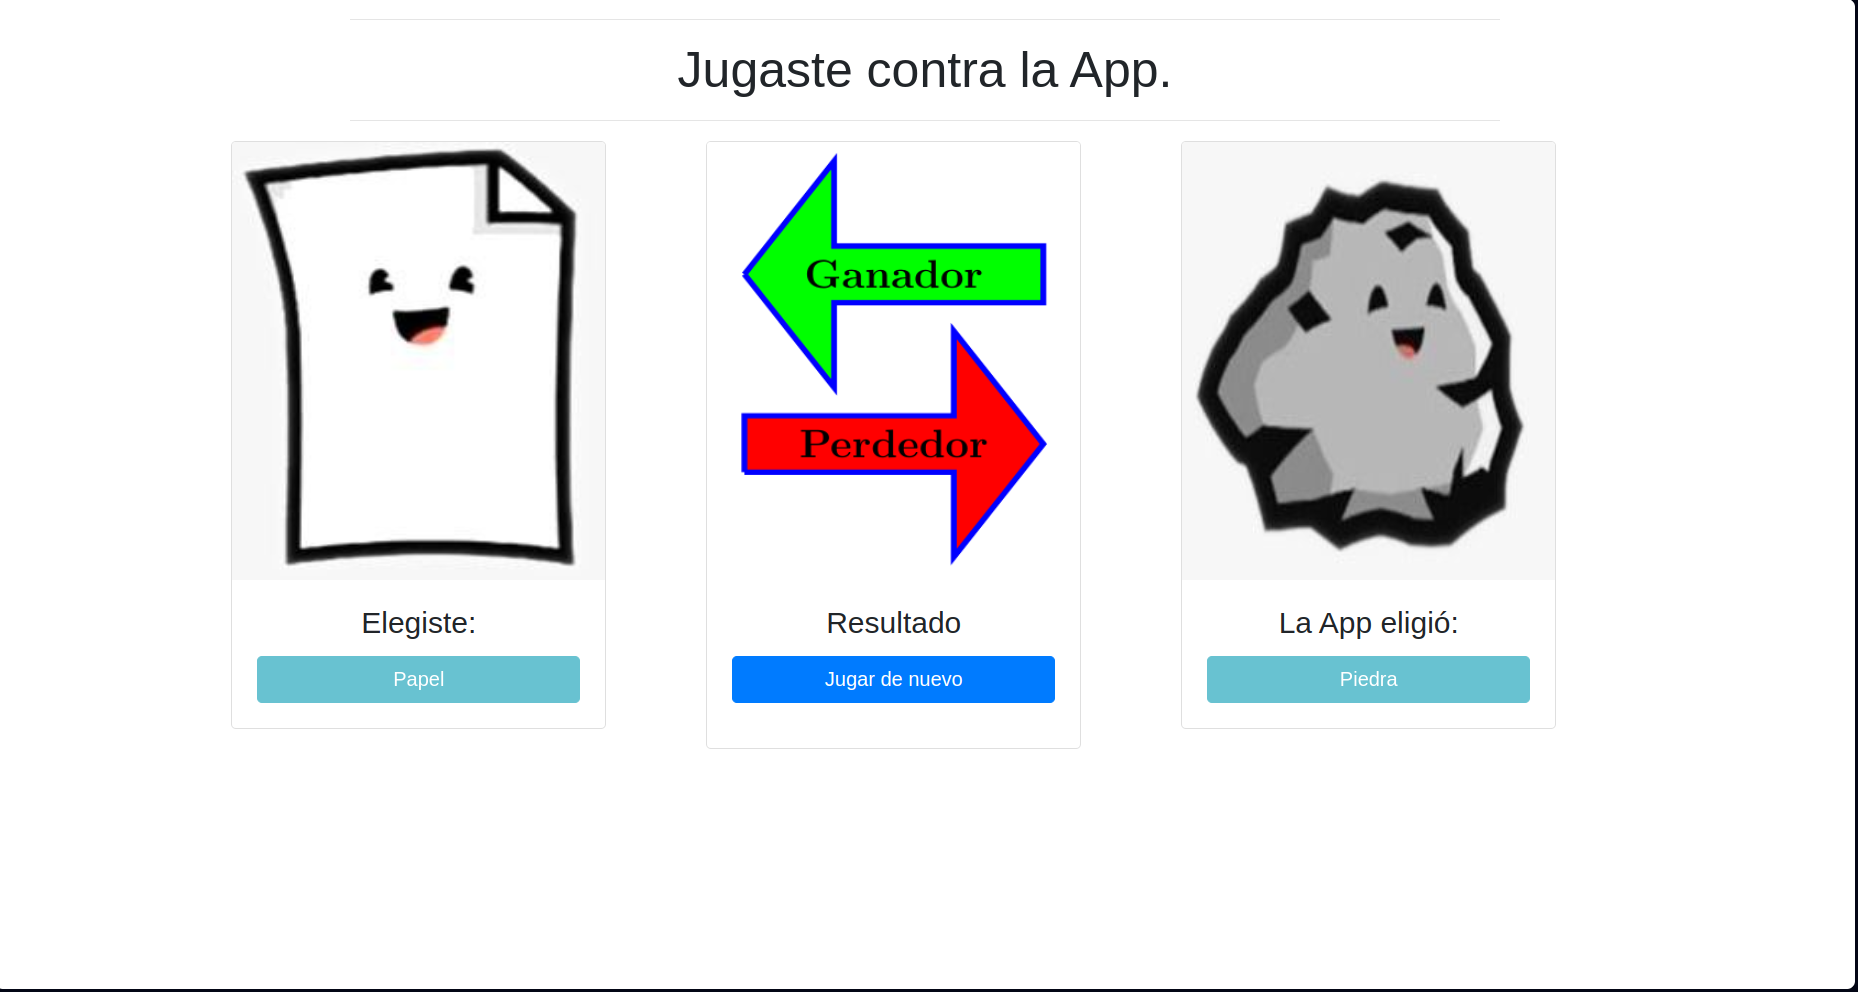 Jugaste contra la App.
Elegiste:
Papel
Ganador
Perdedor
Resultado
Jugar de nuevo
La App eligió:
Piedra